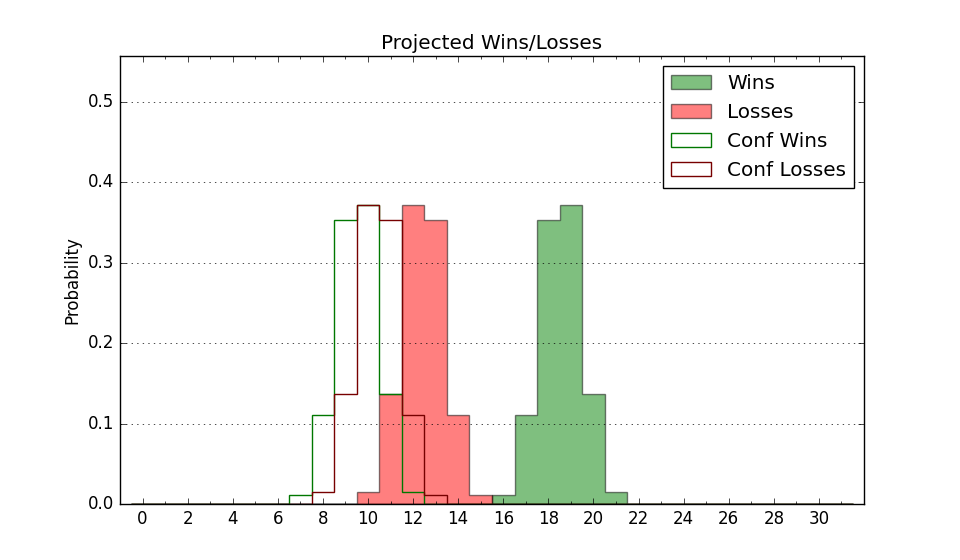 Projected Wins/Losses
Wins
Losses
Conf Wins
Conf Losses
Probability
0.5
0.4
0.3
0.2
0.1
0.0
0 2 4 6 8 10 12 14 16 18 20 22 24 26 28 30